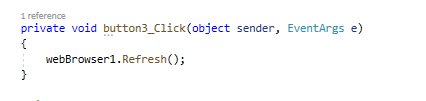 1 reference
private void button3_Click(object sender, EventArgs e)
{
webBrowser1.Refresh();
}